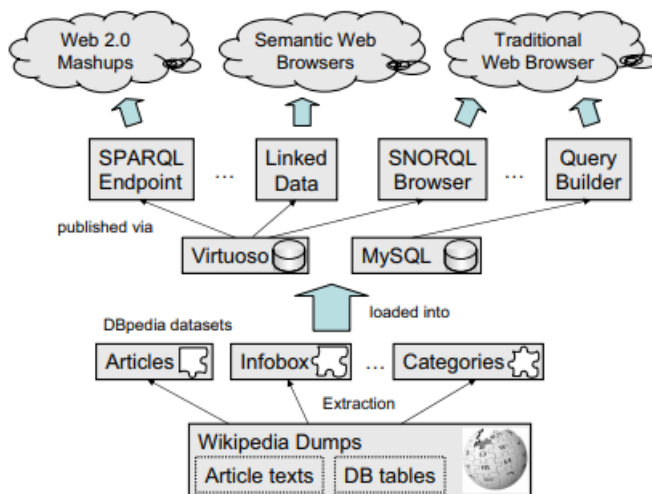 Web 2.0
Mashups
Semantic Web
Browsers
Traditional
Web Browser
SPARQL
Endpoint
...
Linked
Data
SNORQL
Browser
...
Query
Builder
published via
Virtuoso
MySQL
loaded into
DBpedia datasets
Articles
Infobox
...
Categories
Extraction
Wikipedia Dumps
Article texts
DB tables